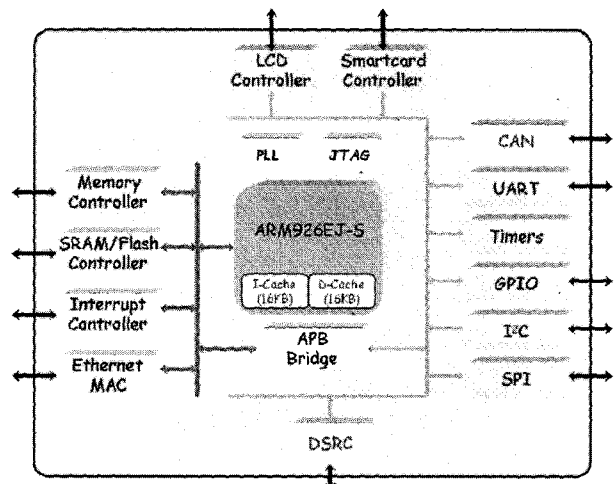 LCD
Controller
Smartcard
Controller
PLL
JTAG
CAN
Memory
Controller
UART
ARM926EJ-S
SRAM/Flash
Controller
Timers
I-Cache
(16KB)
D-Cache
(16KB)
GPIO
Interrupt
Controller
APB
Bridge
I²C
Ethernet
MAC
SPI
DSRC